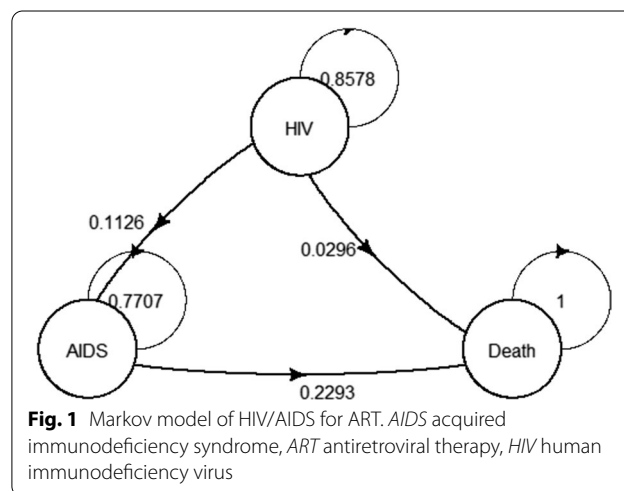 0.8578
HIV
0.1126
0.0296
0.7707
1
AIDS
Death
0.2293
Fig. 1 Markov model of HIV/AIDS for ART. AIDS acquired
immunodeficiency syndrome, ART antiretroviral therapy, HIV human
immunodeficiency virus